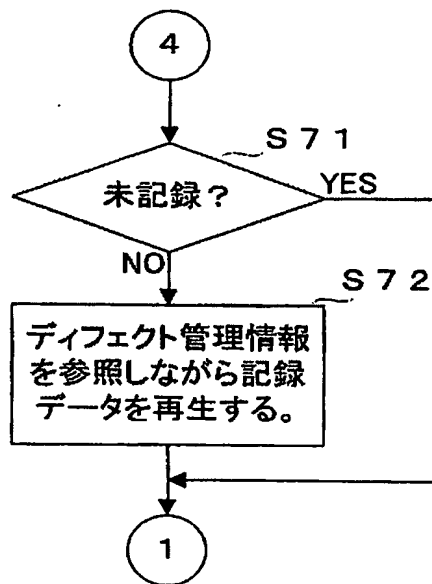 4
S71
未記録？
YES
NO
S72
ディフェクト管理情報
を参照しながら記録
データを再生する。
1